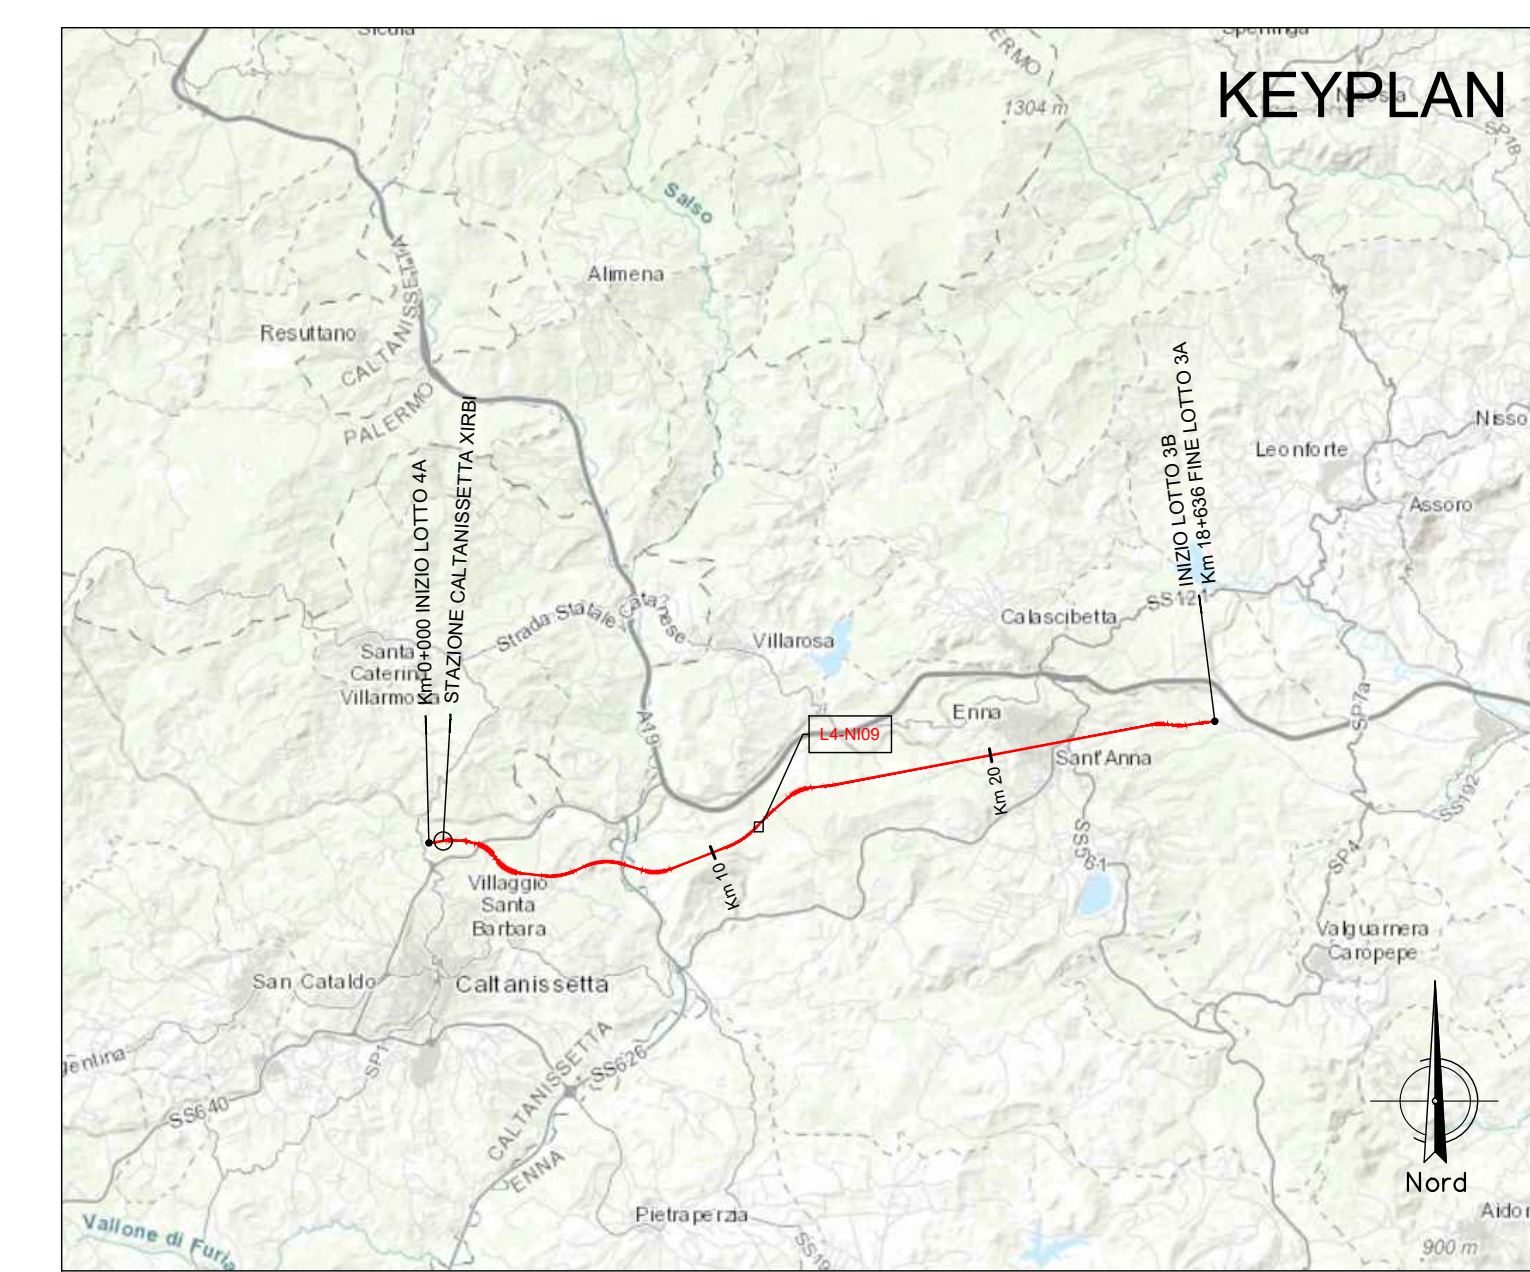 KEYPLAN
1304 m
Salso
Alimena
CALTANISSETTA
Resuttano
PALERMO
Leonforte
Assoro
Km 0+000 INIZIO LOTTO 4A
STAZIONE CALTANISSETTA XIRBI
INIZIO LOTTO 3B
Km 18+636 FINE LOTTO 3A
Strada Statale Catanese
Calascibetta
SS121
Villarosa
Santa
Caterina
Villarmosa
A19
L4-NI09
Enna
Sant'Anna
SP7a
Km 20
SS192
Km 10
SS561
SP4
Villaggio
Santa
Barbara
Valguarnera
Caropepe
San Cataldo
Caltanissetta
SP1
SS640
CALTANISSETTA
SS626
ENNA
Nord
Pietraperzia
Vallone di Furia
900 m